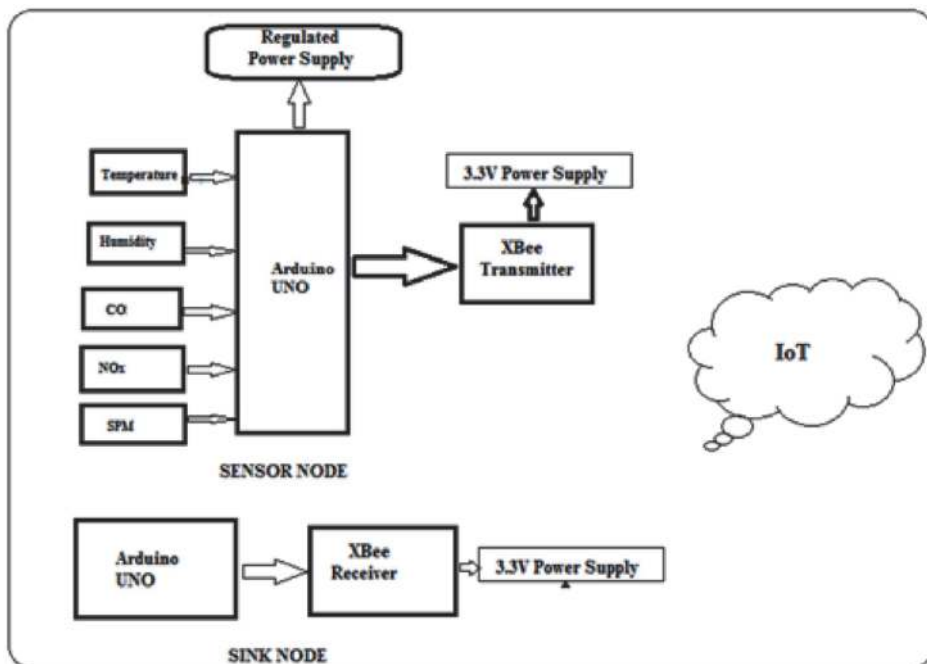 Regulated
Power Supply
Temperature
Humidity
CO
NOx
SPM
Arduino
UNO
3.3V Power Supply
XBee
Transmitter
IoT
SENSOR NODE
Arduino
UNO
XBee
Receiver
3.3V Power Supply
SINK NODE